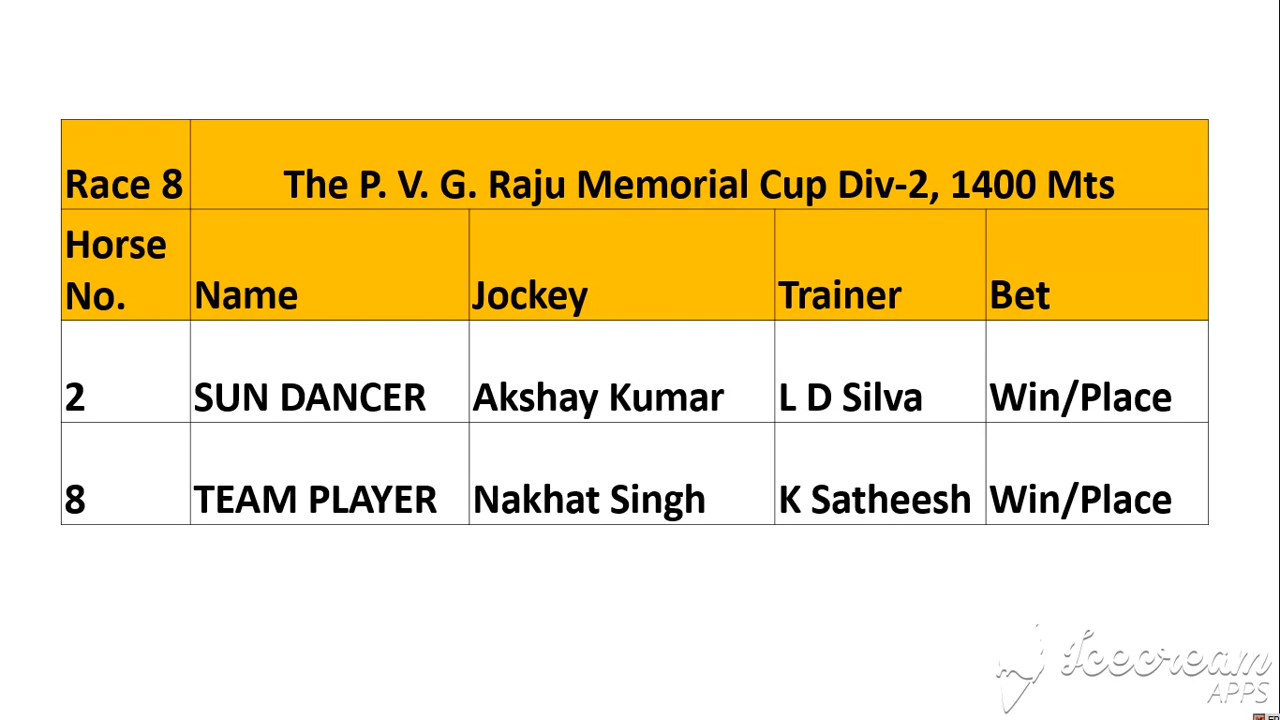 Race 8 The P. V. G. Raju Memorial Cup Div-2, 1400 Mts
Horse
No. Name Jockey Trainer Bet
2 SUN DANCER Akshay Kumar L D Silva Win/Place
8 TEAM PLAYER Nakhat Singh K Satheesh Win/Place
Icecream
APPS